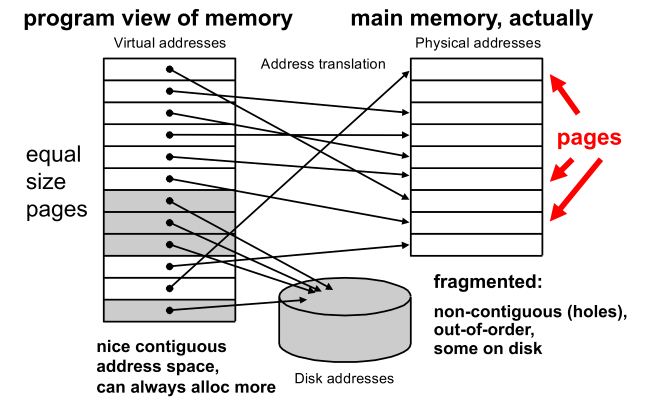 program view of memory
main memory, actually
Virtual addresses
Physical addresses
Address translation
equal
size
pages
pages
fragmented:
non-contiguous (holes),
out-of-order,
some on disk
nice contiguous
address space,
can always alloc more
Disk addresses